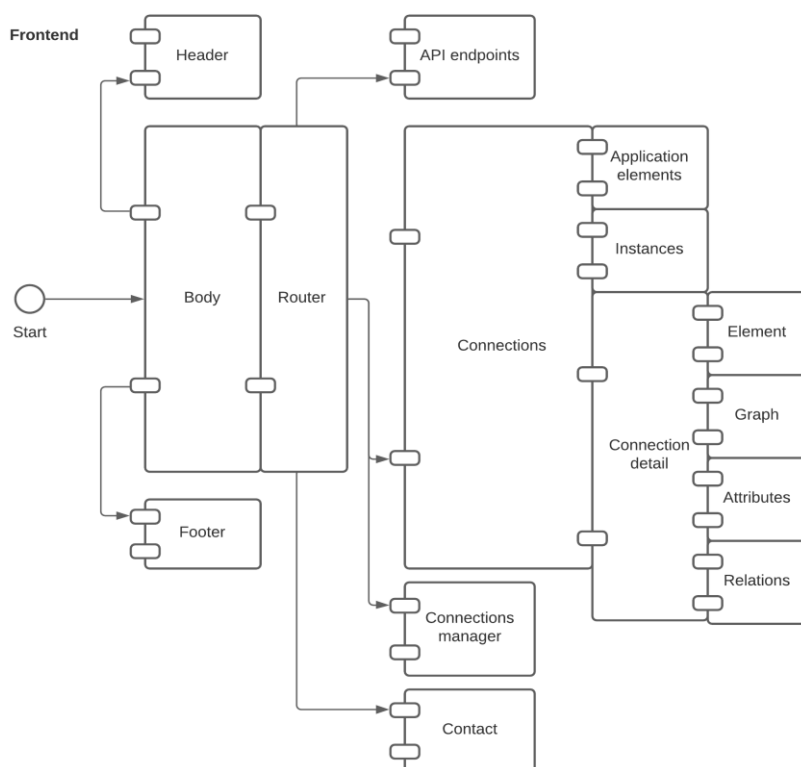 Frontend
Header
API endpoints
Application
elements
Instances
Start
Body
Router
Connections
Element
Graph
Connection
detail
Attributes
Footer
Relations
Connections
manager
Contact